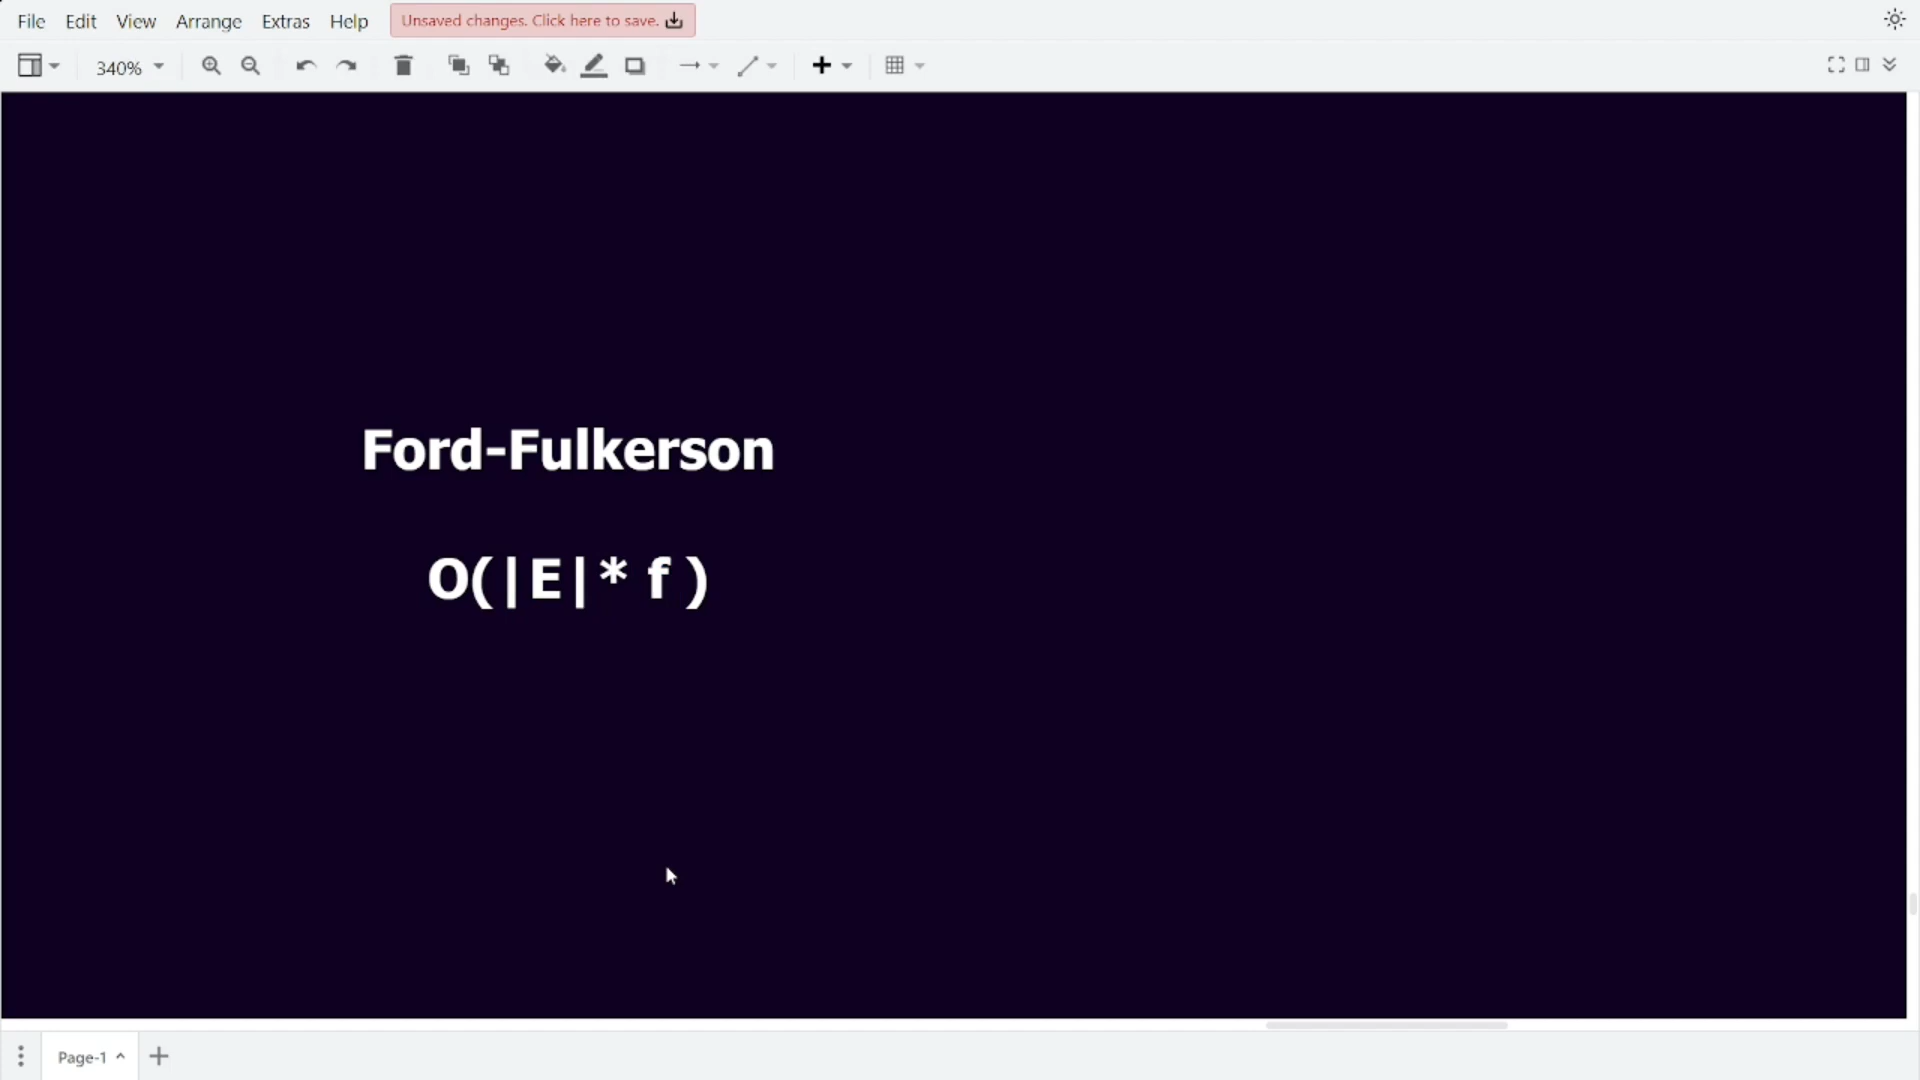 File Edit View Arrange Extras Help Unsaved changes. Click here to save.
340%
Ford-Fulkerson
O(|E|* f )
Page-1